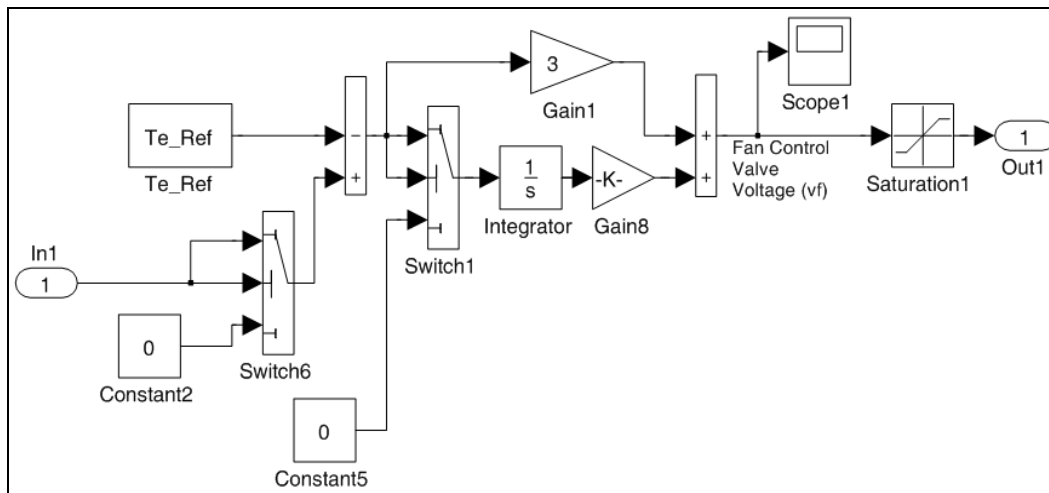 3
Gain1
Scope1
Te_Ref
Te_Ref
−
+
Switch1
1
s
Integrator
-K-
Gain8
+
+
Fan Control
Valve
Voltage (vf)
Saturation1
1
Out1
In1
1
0
Constant2
Switch6
0
Constant5